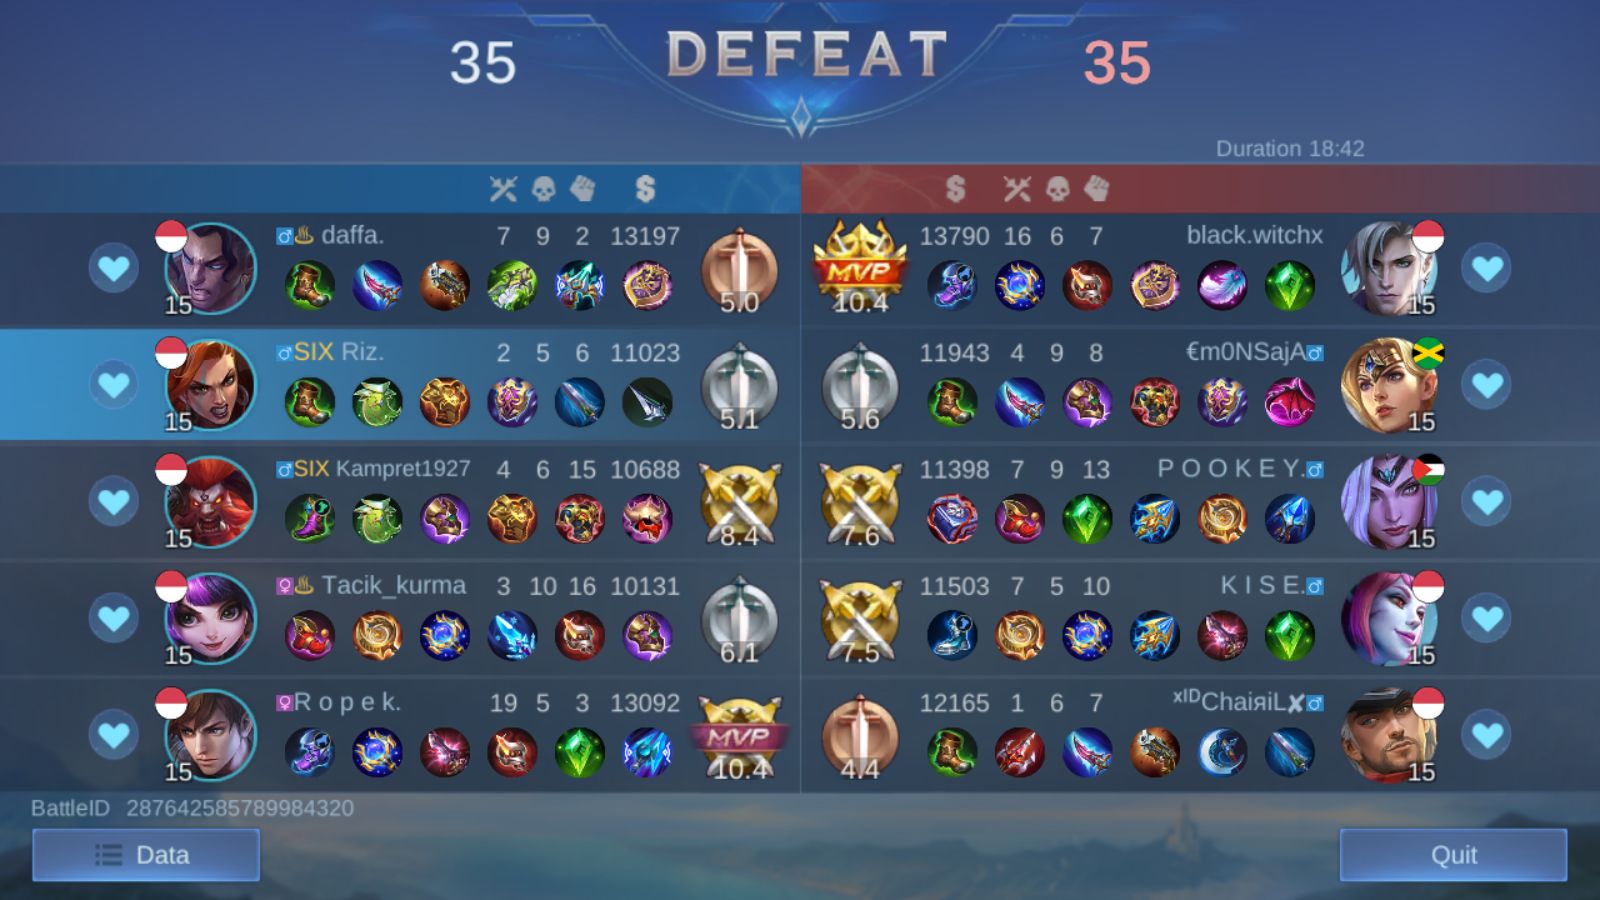 35 DEFEAT 35
Duration 18:42
daffa. 7 9 2 13197
15 5.0
MVP 10.4 13790 16 6 7 black.witchx
15
SIX Riz. 2 5 6 11023
15 5.1
5.6 11943 4 9 8 €m0NSajA
15
SIX Kampret1927 4 6 15 10688
15 8.4
7.6 11398 7 9 13 P O O K E Y.
15
Tacik_kurma 3 10 16 10131
15 6.1
7.5 11503 7 5 10 K I S E.
15
R o p e k. 19 5 3 13092
15 MVP 10.4
4.4 12165 1 6 7 ˣᴵᴰChaiяiL✘
15
BattleID 287642585789984320
Data
Quit